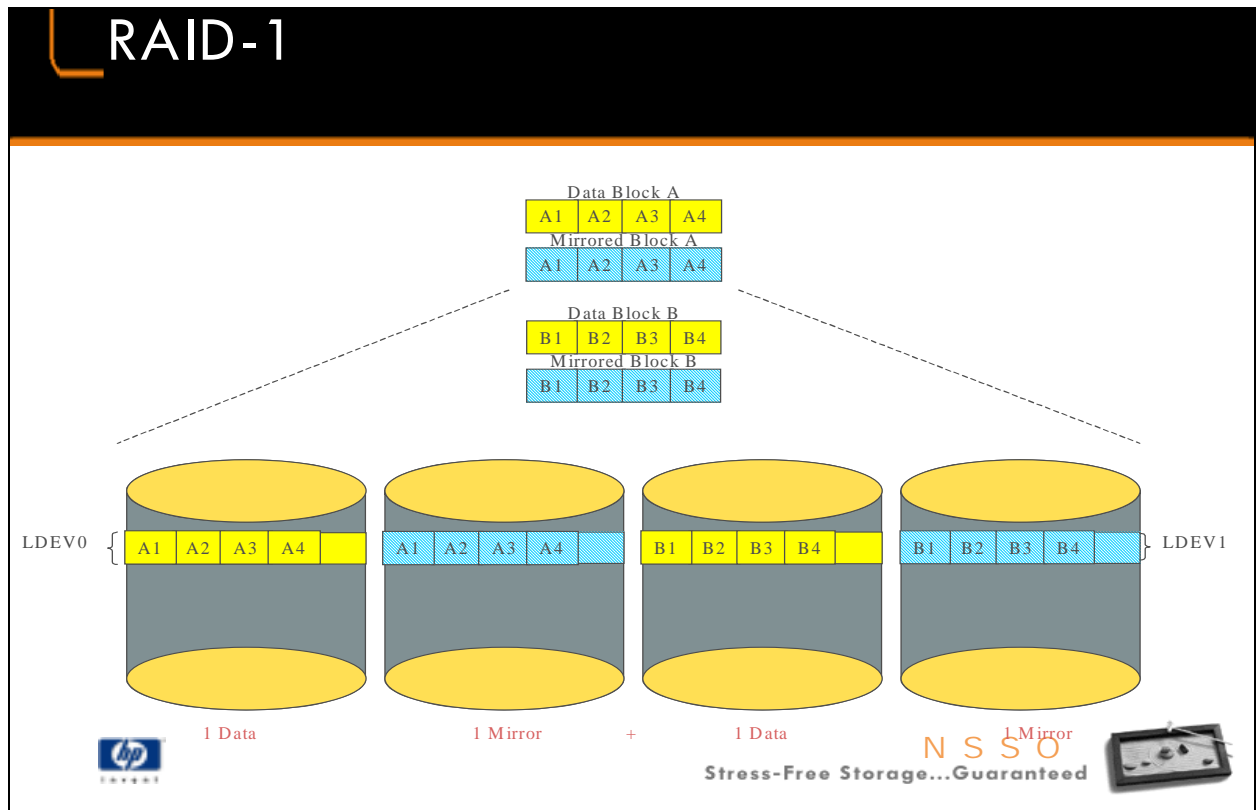 RAID-1
Data Block A
A1 A2 A3 A4
Mirrored Block A
A1 A2 A3 A4
Data Block B
B1 B2 B3 B4
Mirrored Block B
B1 B2 B3 B4
LDEV0 A1 A2 A3 A4 A1 A2 A3 A4 B1 B2 B3 B4 B1 B2 B3 B4 LDEV1
1 Data 1 Mirror + 1 Data 1 Mirror
hp
invent
NSSO
Stress-Free Storage...Guaranteed